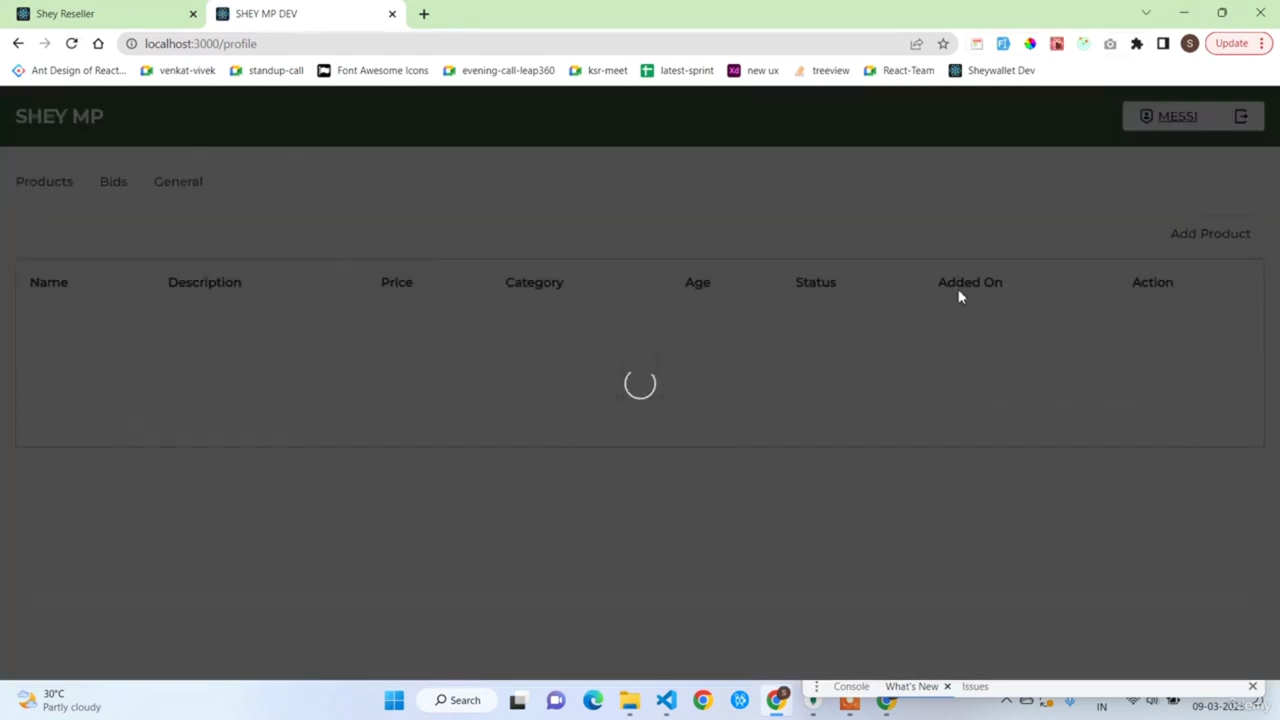 Shey Reseller
SHEY MP DEV
localhost:3000/profile
S
Update
Ant Design of React...
venkat-vivek
standup-call
Font Awesome Icons
evening-call-leap360
ksr-meet
latest-sprint
Xd new ux
treeview
React-Team
Sheywallet Dev
SHEY MP
MESSI
Products
Bids
General
Add Product
Name
Description
Price
Category
Age
Status
Added On
Action
Console
What's New
Issues
30°C
Partly cloudy
Search
IN